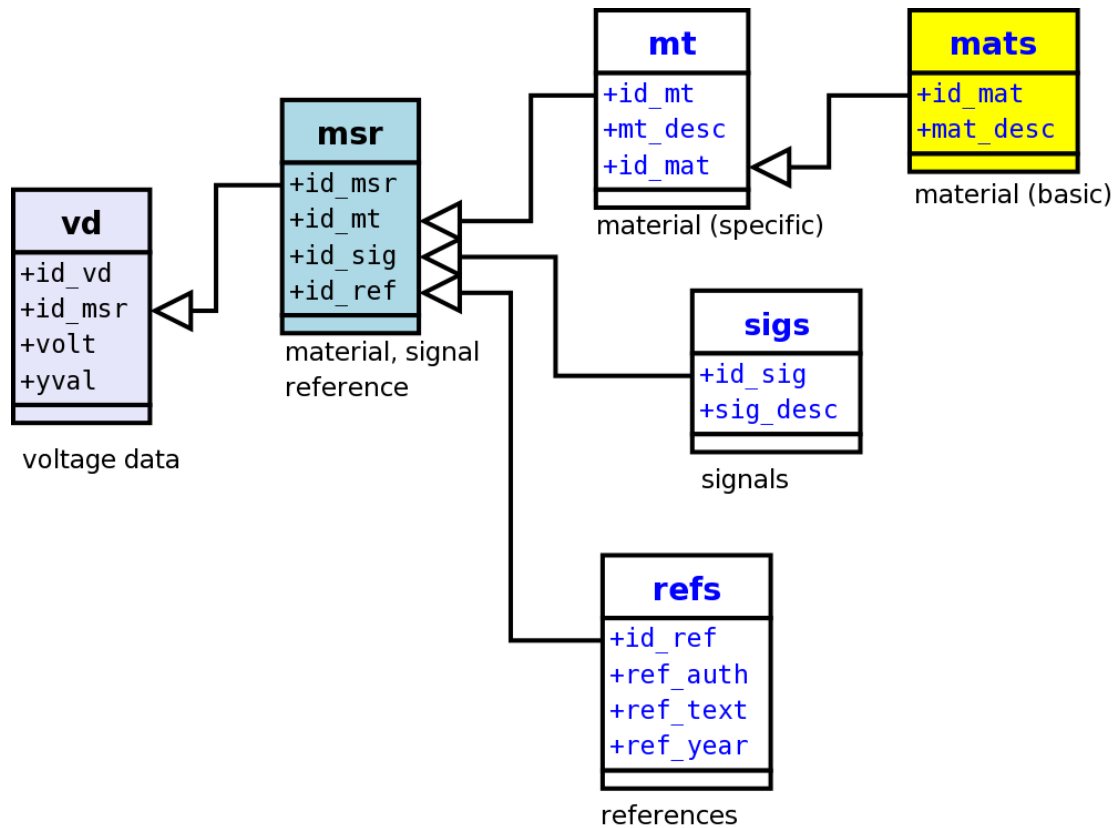 vd
+id_vd
+id_msr
+volt
+yval
voltage data
msr
+id_msr
+id_mt
+id_sig
+id_ref
material, signal
reference
mt
+id_mt
+mt_desc
+id_mat
material (specific)
mats
+id_mat
+mat_desc
material (basic)
sigs
+id_sig
+sig_desc
signals
refs
+id_ref
+ref_auth
+ref_text
+ref_year
references